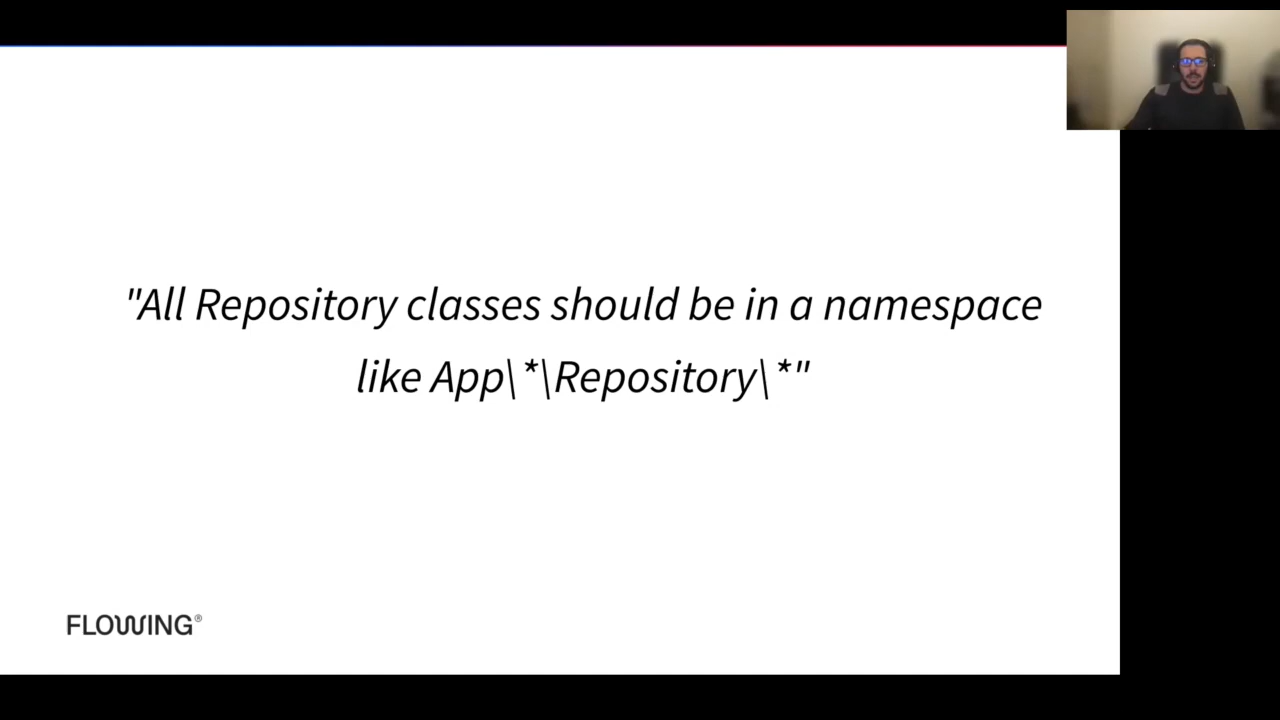 "All Repository classes should be in a namespace
like App\*\Repository\*"
FLOWING®